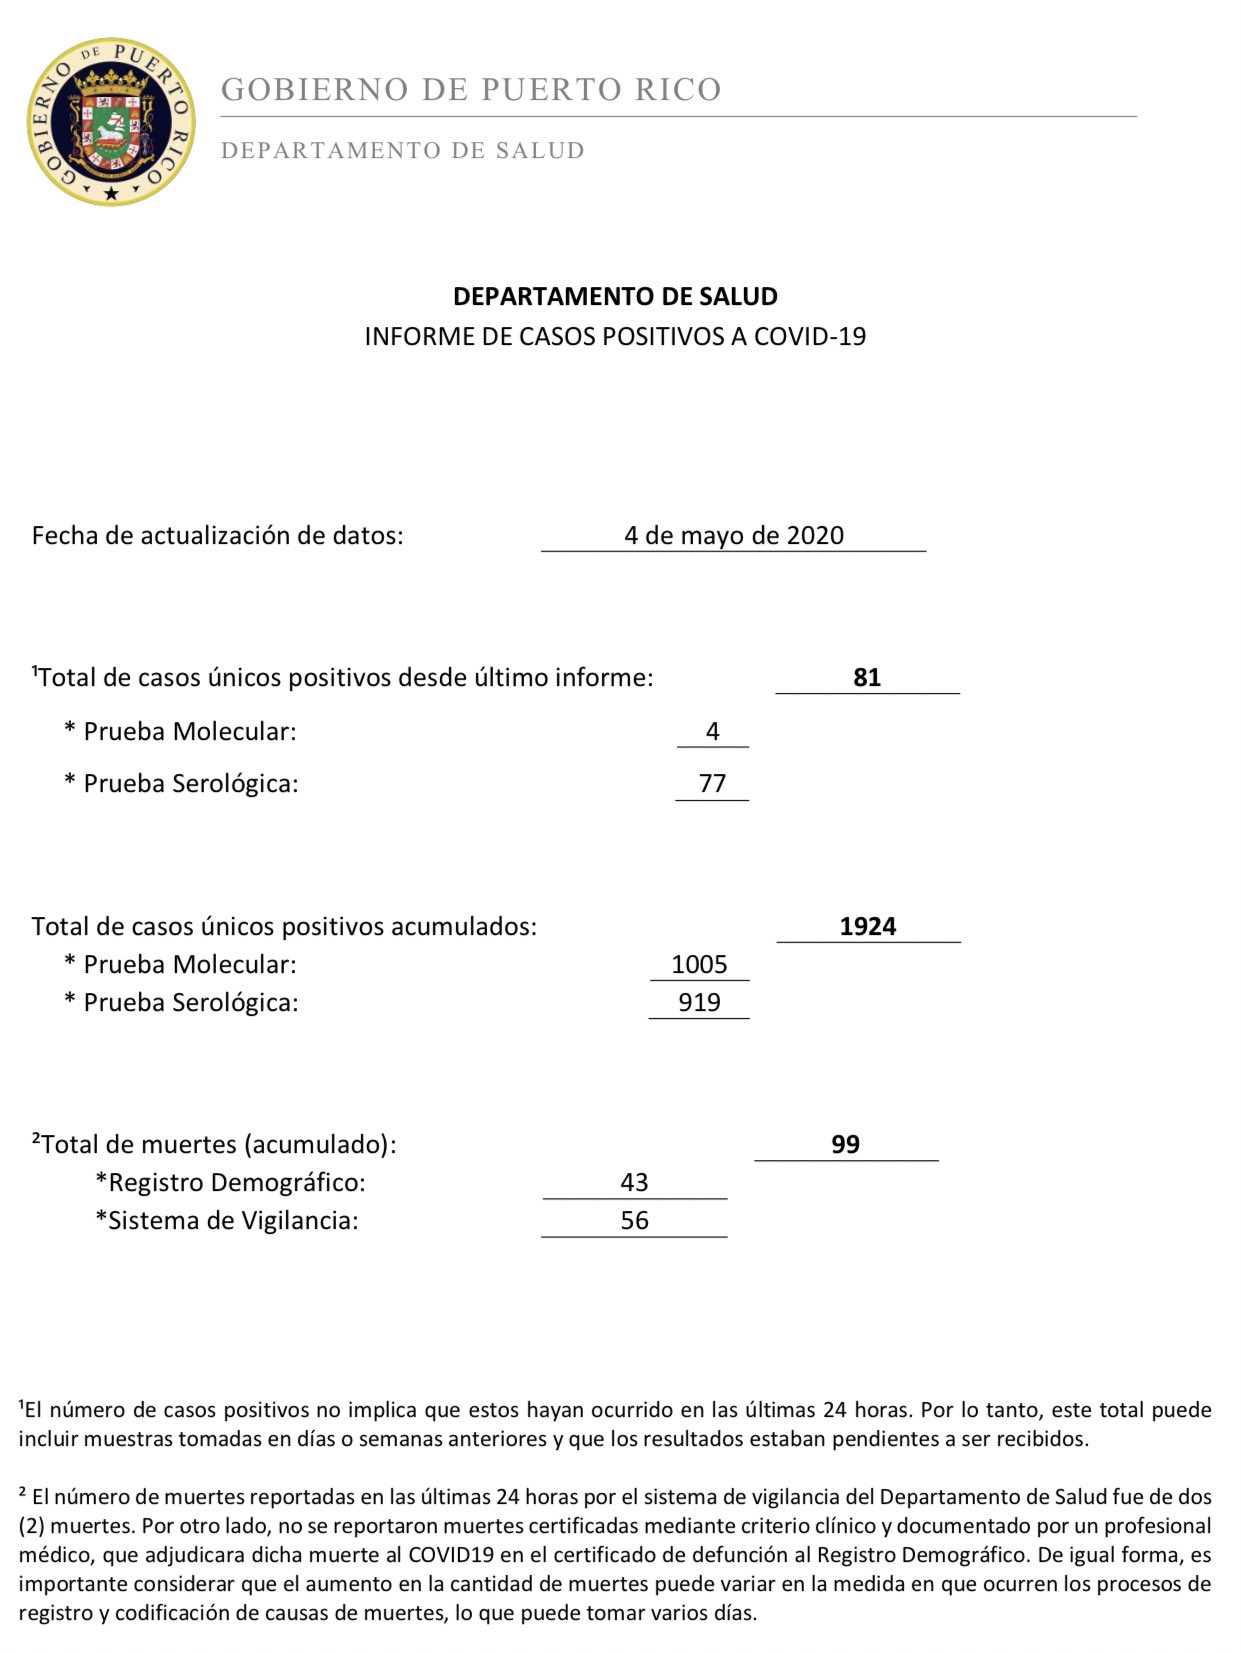 GOBIERNO DE PUERTO RICO
GOBIERNO DE PUERTO RICO
DEPARTAMENTO DE SALUD
DEPARTAMENTO DE SALUD
INFORME DE CASOS POSITIVOS A COVID-19
Fecha de actualización de datos: 4 de mayo de 2020
¹Total de casos únicos positivos desde último informe: 81
* Prueba Molecular: 4
* Prueba Serológica: 77
Total de casos únicos positivos acumulados: 1924
* Prueba Molecular: 1005
* Prueba Serológica: 919
²Total de muertes (acumulado): 99
*Registro Demográfico: 43
*Sistema de Vigilancia: 56
¹El número de casos positivos no implica que estos hayan ocurrido en las últimas 24 horas. Por lo tanto, este total puede
incluir muestras tomadas en días o semanas anteriores y que los resultados estaban pendientes a ser recibidos.
² El número de muertes reportadas en las últimas 24 horas por el sistema de vigilancia del Departamento de Salud fue de dos
(2) muertes. Por otro lado, no se reportaron muertes certificadas mediante criterio clínico y documentado por un profesional
médico, que adjudicara dicha muerte al COVID19 en el certificado de defunción al Registro Demográfico. De igual forma, es
importante considerar que el aumento en la cantidad de muertes puede variar en la medida en que ocurren los procesos de
registro y codificación de causas de muertes, lo que puede tomar varios días.